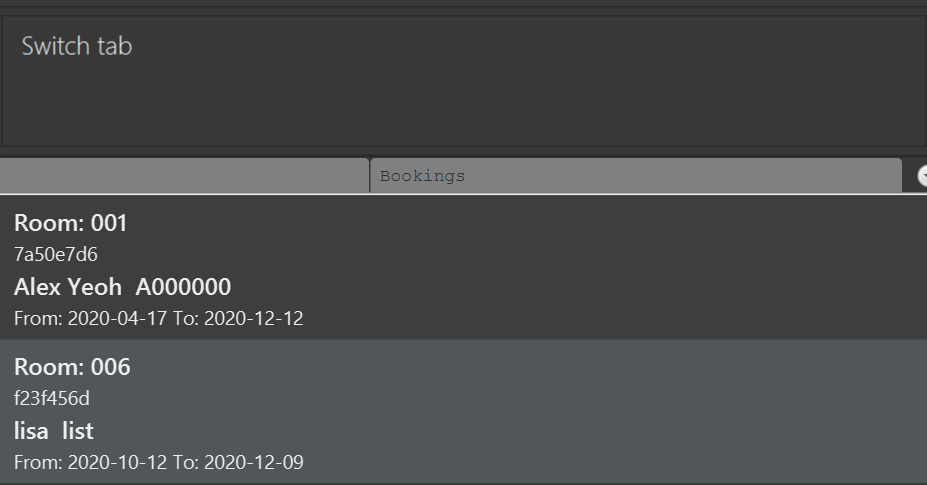 Switch tab
Bookings
Room: 001
7a50e7d6
Alex Yeoh  A000000
From: 2020-04-17 To: 2020-12-12
Room: 006
f23f456d
lisa  list
From: 2020-10-12 To: 2020-12-09